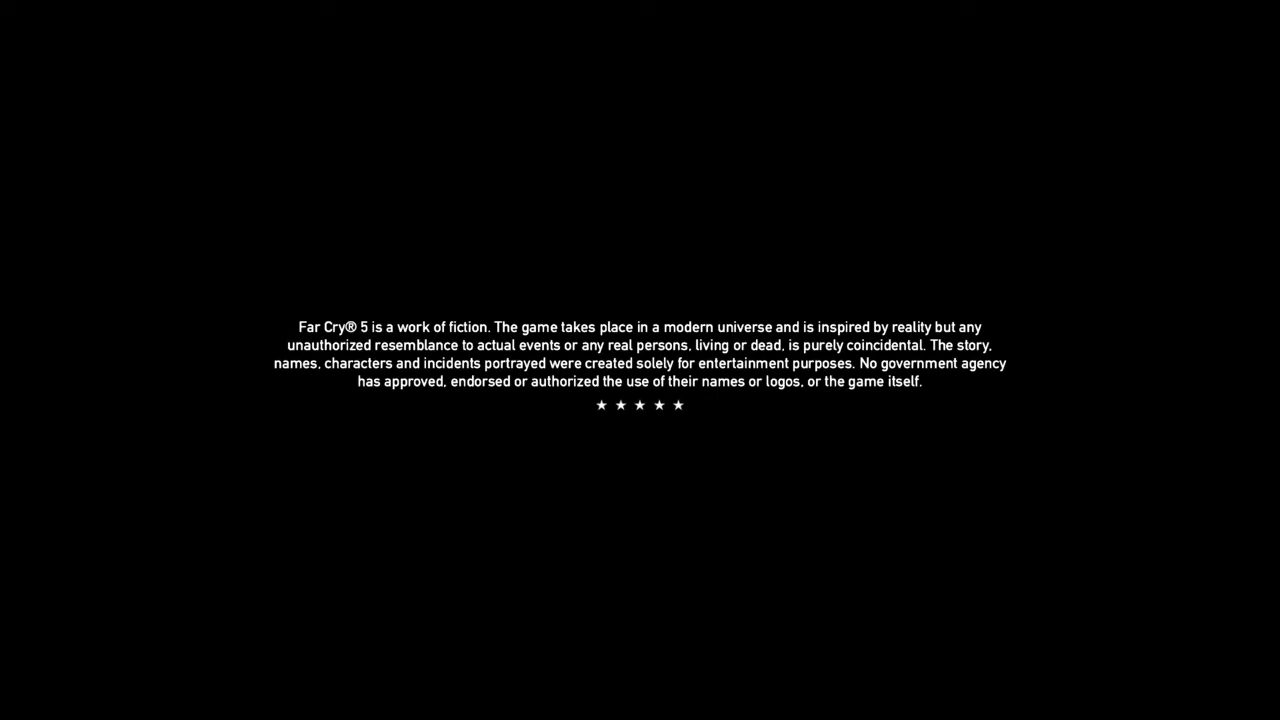 Far Cry® 5 is a work of fiction. The game takes place in a modern universe and is inspired by reality but any
unauthorized resemblance to actual events or any real persons, living or dead, is purely coincidental. The story,
names, characters and incidents portrayed were created solely for entertainment purposes. No government agency
has approved, endorsed or authorized the use of their names or logos, or the game itself.
★ ★ ★ ★ ★